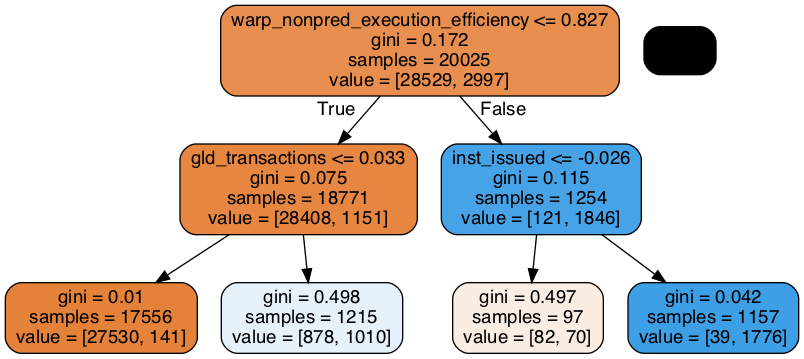 warp_nonpred_execution_efficiency <= 0.827
gini = 0.172
samples = 20025
value = [28529, 2997]
True
False
gld_transactions <= 0.033
gini = 0.075
samples = 18771
value = [28408, 1151]
inst_issued <= -0.026
gini = 0.115
samples = 1254
value = [121, 1846]
gini = 0.01
samples = 17556
value = [27530, 141]
gini = 0.498
samples = 1215
value = [878, 1010]
gini = 0.497
samples = 97
value = [82, 70]
gini = 0.042
samples = 1157
value = [39, 1776]